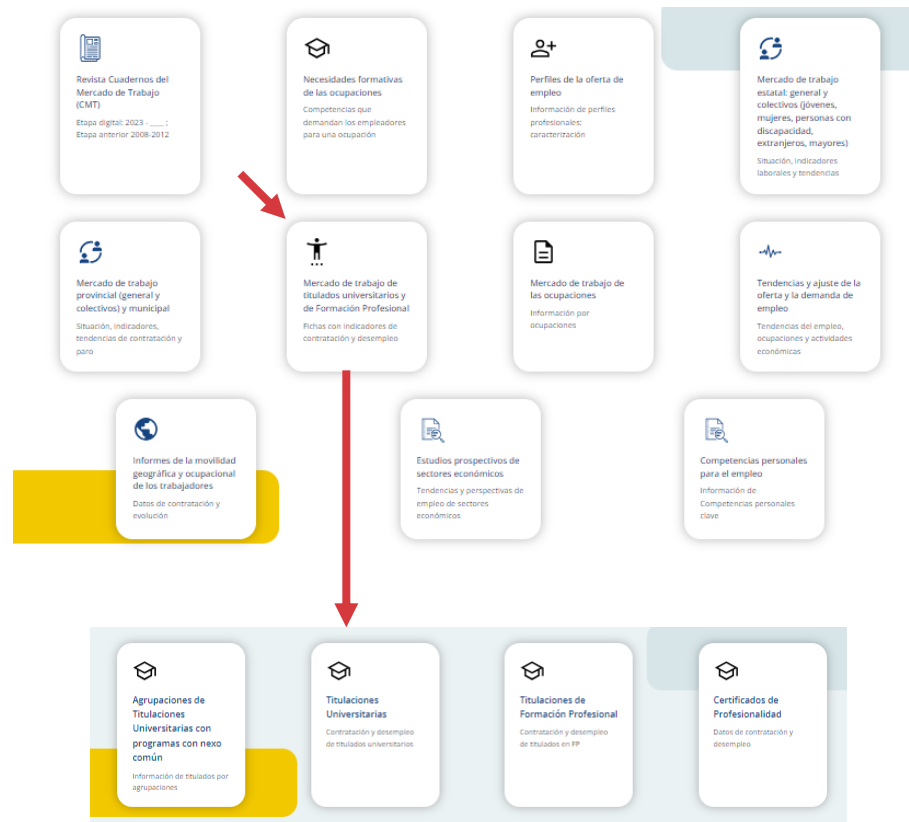 Revista Cuadernos del
Mercado de Trabajo
(CMT)
Etapa digital: 2023 - ____ ;
Etapa anterior 2008-2012
Necesidades formativas
de las ocupaciones
Competencias que
demandan los empleadores
para una ocupación
Perfiles de la oferta de
empleo
Información de perfiles
profesionales:
caracterización
Mercado de trabajo
estatal: general y
colectivos (jóvenes,
mujeres, personas con
discapacidad,
extranjeros, mayores)
Situación, indicadores
laborales y tendencias
Mercado de trabajo
provincial (general y
colectivos) y municipal
Situación, indicadores,
tendencias de contratación y
paro
Mercado de trabajo de
titulados universitarios y
de Formación Profesional
Fichas con indicadores de
contratación y desempleo
Mercado de trabajo de
las ocupaciones
Información por
ocupaciones
Tendencias y ajuste de la
oferta y la demanda de
empleo
Tendencias del empleo,
ocupaciones y actividades
económicas
Informes de la movilidad
geográfica y ocupacional
de los trabajadores
Datos de contratación y
evolución
Estudios prospectivos de
sectores económicos
Tendencias y perspectivas de
empleo de sectores
económicos
Competencias personales
para el empleo
Información de
Competencias personales
clave
Agrupaciones de
Titulaciones
Universitarias con
programas con nexo
común
Información de titulados por
agrupaciones
Titulaciones
Universitarias
Contratación y desempleo
de titulados universitarios
Titulaciones de
Formación Profesional
Contratación y desempleo
de titulados en FP
Certificados de
Profesionalidad
Datos de contratación y
desempleo